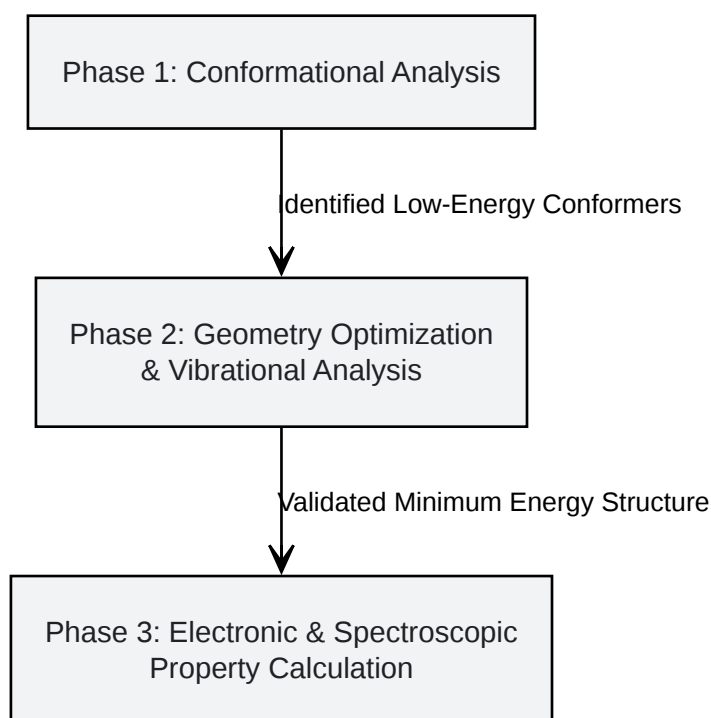 Phase 1: Conformational Analysis
Identified Low-Energy Conformers
Phase 2: Geometry Optimization
& Vibrational Analysis
Validated Minimum Energy Structure
Phase 3: Electronic & Spectroscopic
Property Calculation